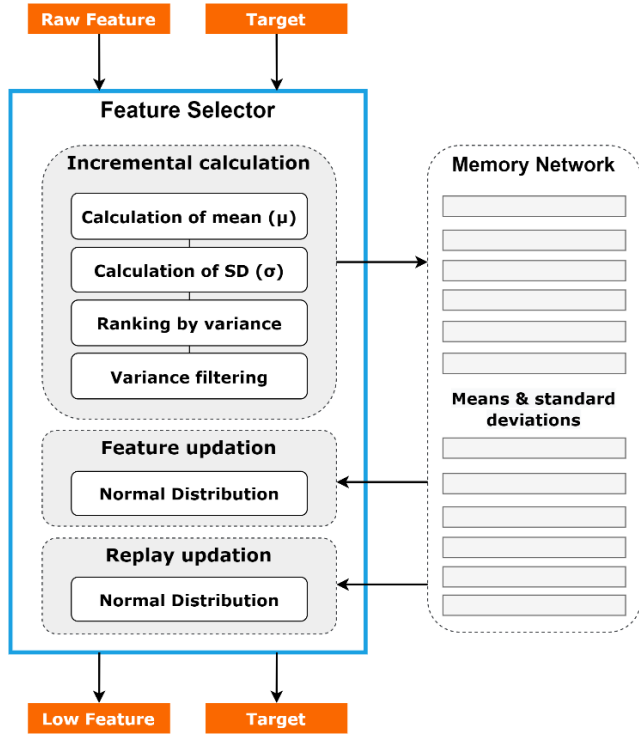 Raw Feature
Target
Feature Selector
Incremental calculation
Calculation of mean (μ)
Calculation of SD (σ)
Ranking by variance
Variance filtering
Feature updation
Normal Distribution
Replay updation
Normal Distribution
Memory Network
Means & standard
deviations
Low Feature
Target